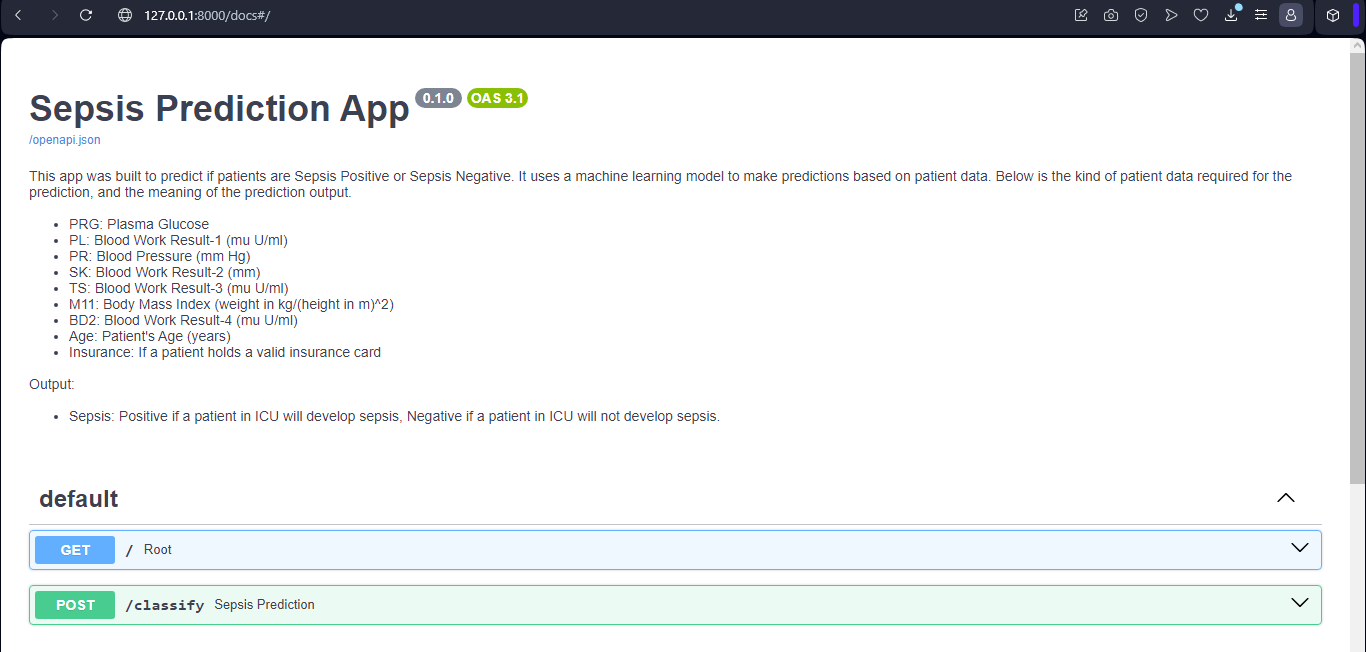 127.0.0.1:8000/docs#/
Sepsis Prediction App 0.1.0 OAS 3.1
/openapi.json
This app was built to predict if patients are Sepsis Positive or Sepsis Negative. It uses a machine learning model to make predictions based on patient data. Below is the kind of patient data required for the
prediction, and the meaning of the prediction output.
• PRG: Plasma Glucose
• PL: Blood Work Result-1 (mu U/ml)
• PR: Blood Pressure (mm Hg)
• SK: Blood Work Result-2 (mm)
• TS: Blood Work Result-3 (mu U/ml)
• M11: Body Mass Index (weight in kg/(height in m)^2)
• BD2: Blood Work Result-4 (mu U/ml)
• Age: Patient's Age (years)
• Insurance: If a patient holds a valid insurance card
Output:
• Sepsis: Positive if a patient in ICU will develop sepsis, Negative if a patient in ICU will not develop sepsis.
default
GET / Root
POST /classify Sepsis Prediction